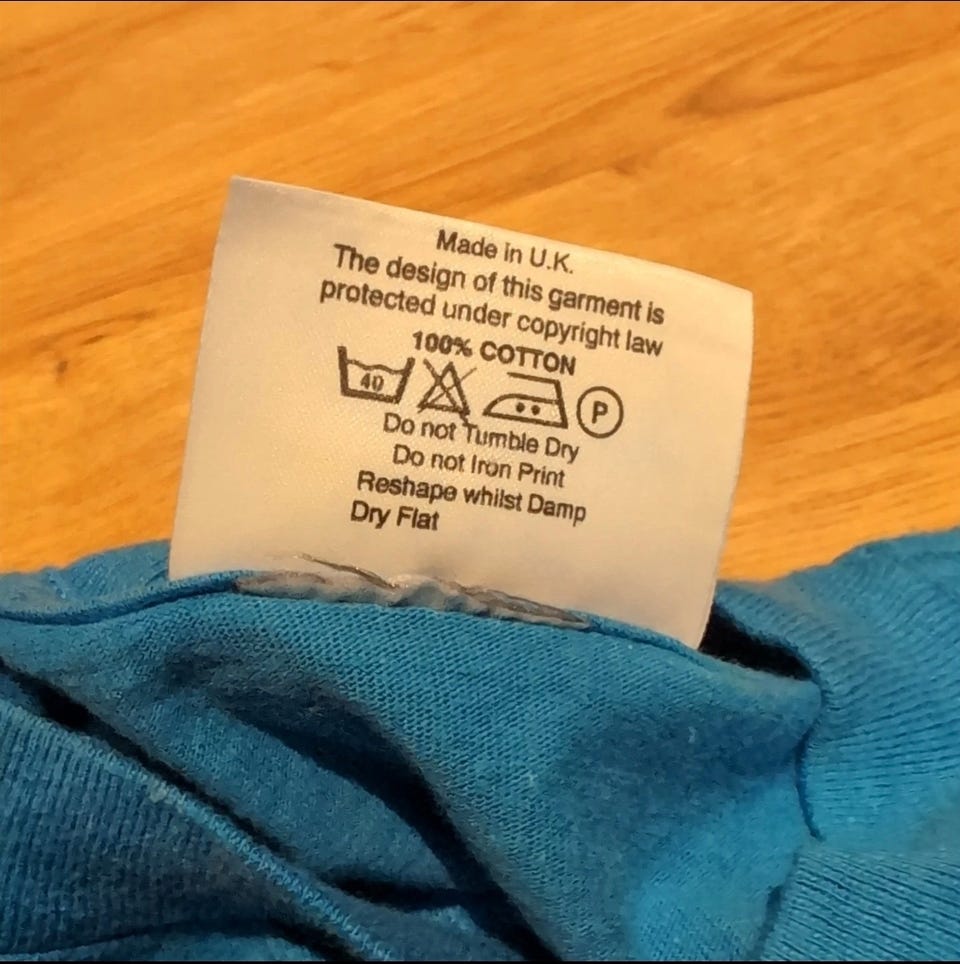 Made in U.K.
The design of this garment is
protected under copyright law
100% COTTON
40 P
Do not Tumble Dry
Do not Iron Print
Reshape whilst Damp
Dry Flat